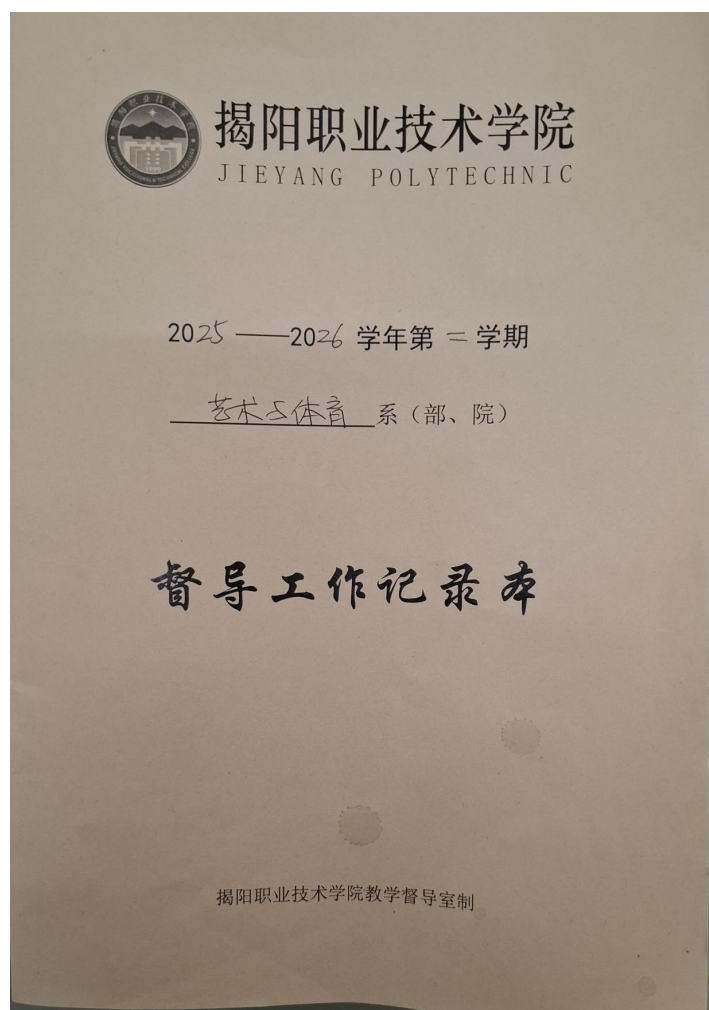 揭阳职业技术学院
JIEYANG POLYTECHNIC
2025——2026 学年第二学期
艺术与体育系（部、院）
督导工作记录本
揭阳职业技术学院教学督导室制